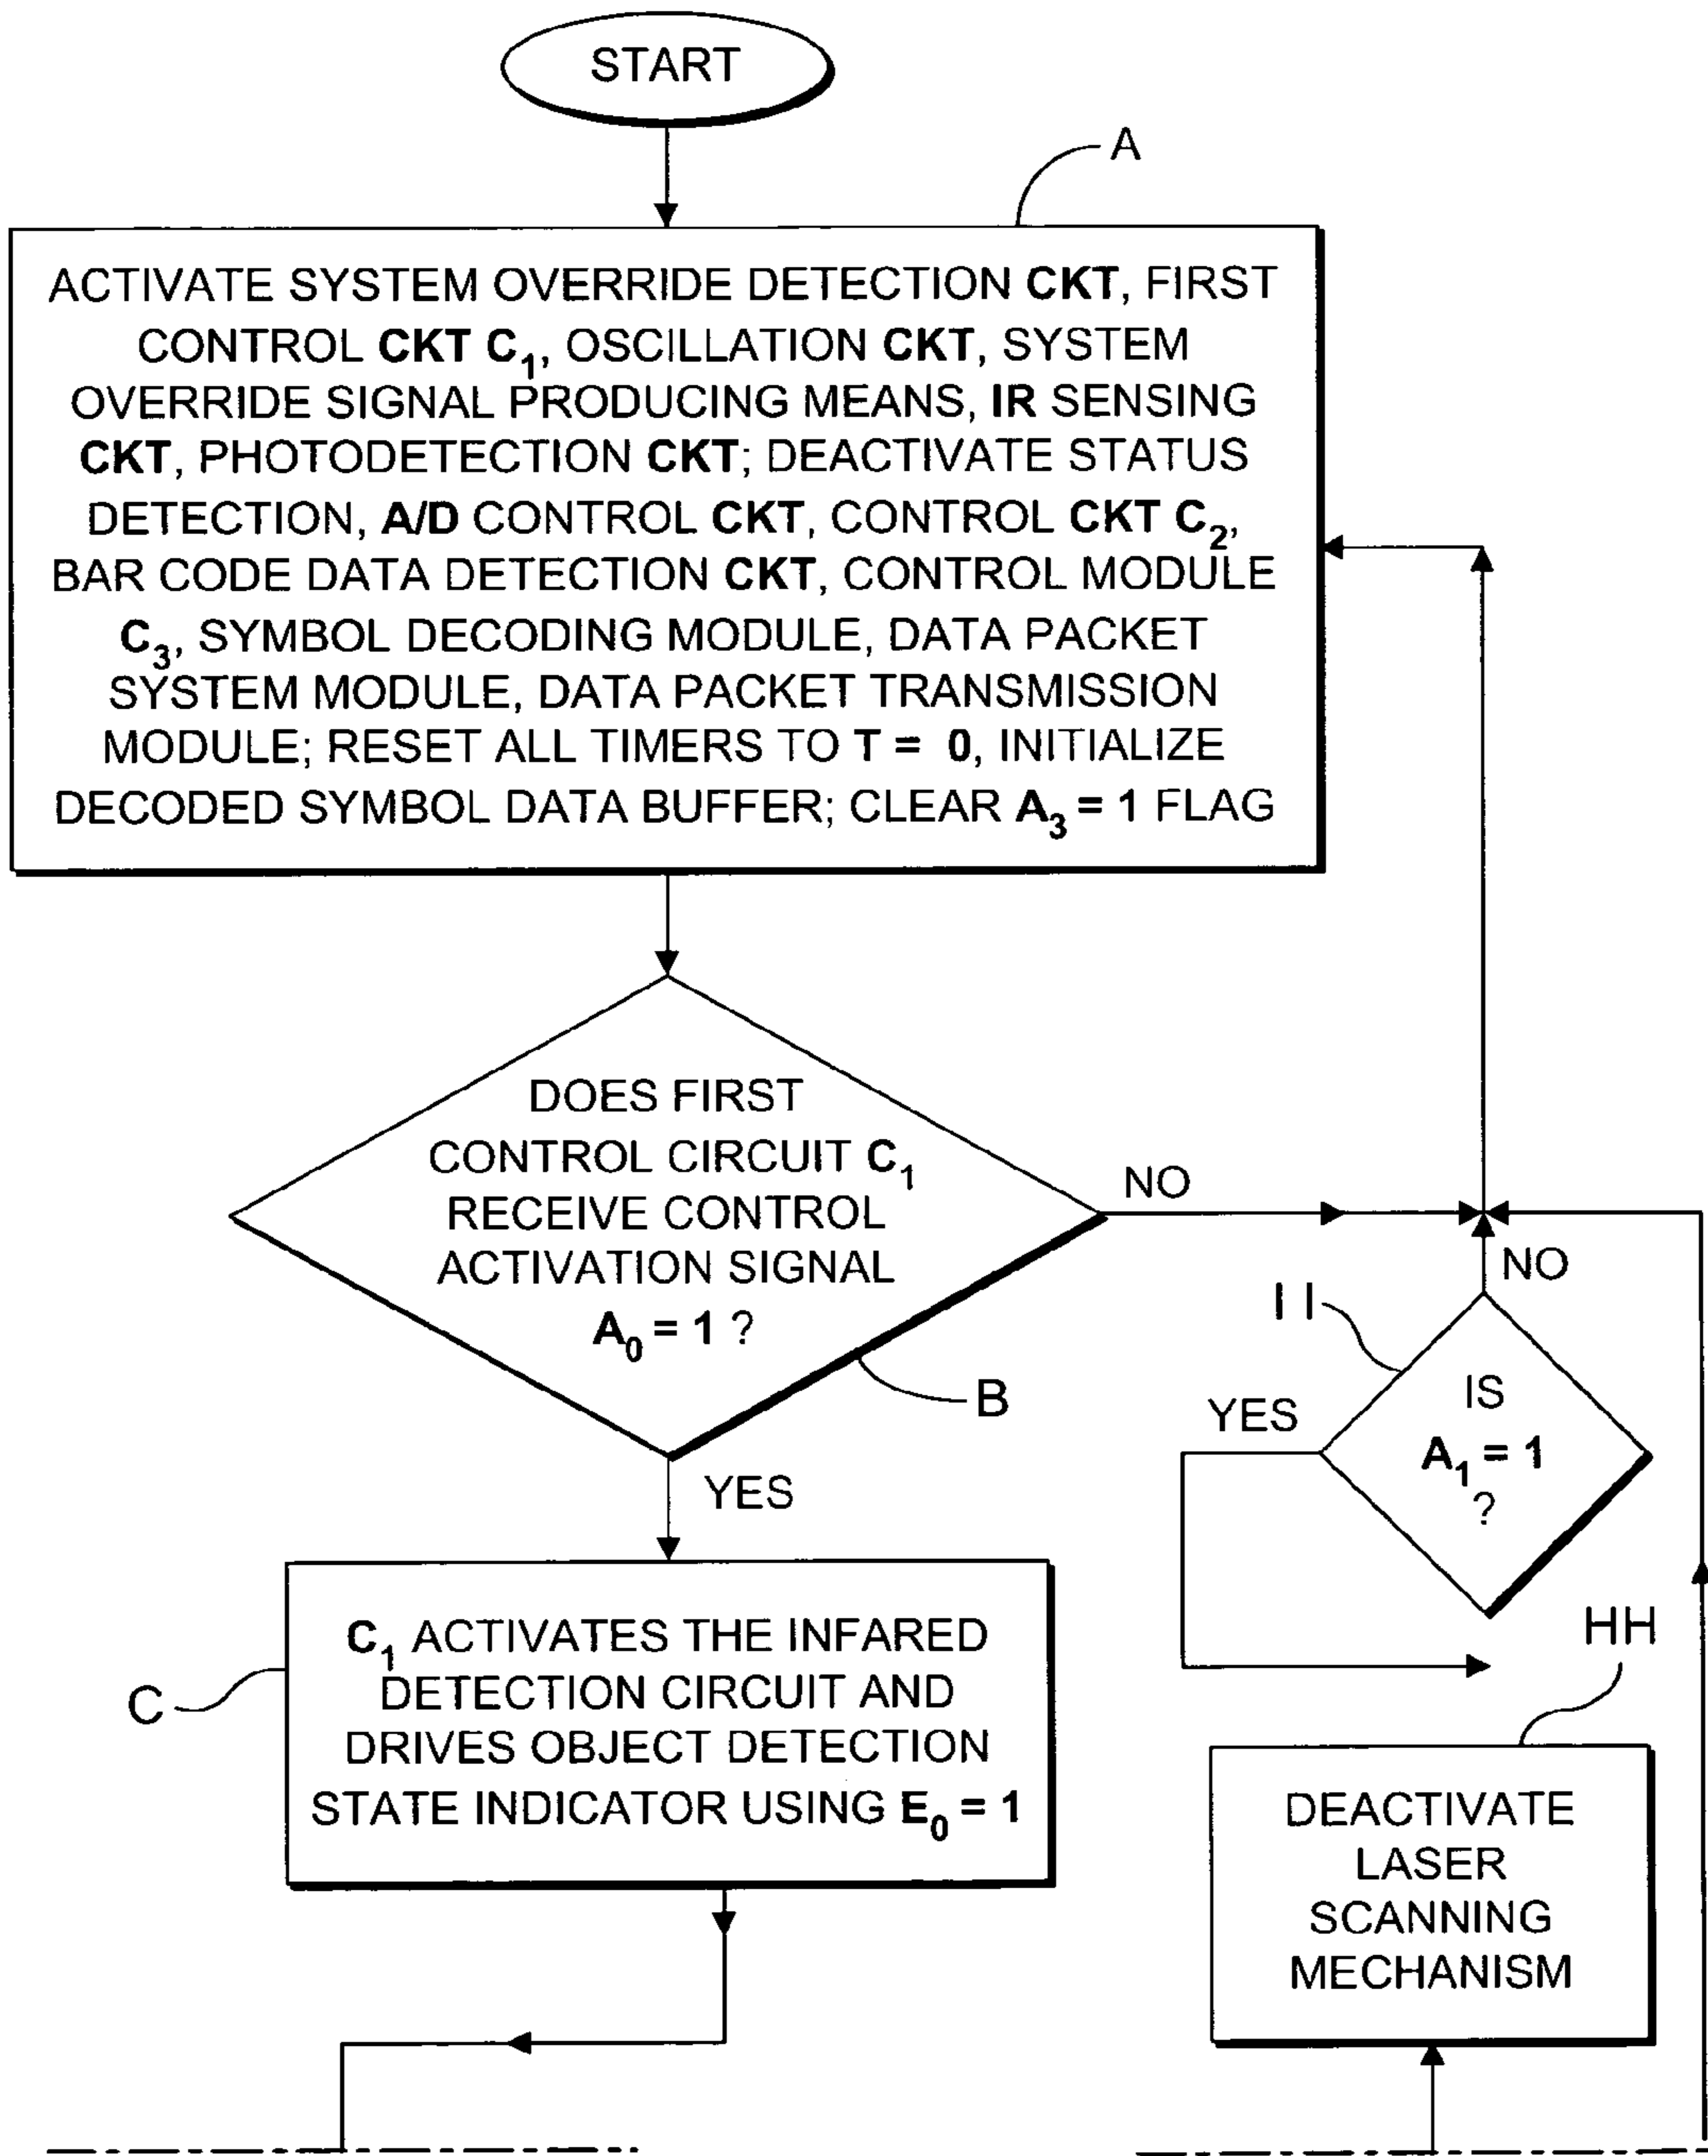 START
A
ACTIVATE SYSTEM OVERRIDE DETECTION CKT, FIRST
CONTROL CKT C₁, OSCILLATION CKT, SYSTEM
OVERRIDE SIGNAL PRODUCING MEANS, IR SENSING
CKT, PHOTODETECTION CKT; DEACTIVATE STATUS
DETECTION, A/D CONTROL CKT, CONTROL CKT C₂,
BAR CODE DATA DETECTION CKT, CONTROL MODULE
C₃, SYMBOL DECODING MODULE, DATA PACKET
SYSTEM MODULE, DATA PACKET TRANSMISSION
MODULE; RESET ALL TIMERS TO T = 0, INITIALIZE
DECODED SYMBOL DATA BUFFER; CLEAR A₃ = 1 FLAG
DOES FIRST
CONTROL CIRCUIT C₁
RECEIVE CONTROL
ACTIVATION SIGNAL
A₀ = 1 ?
NO
B
YES
NO
I I
IS
A₁ = 1
?
YES
C₁ ACTIVATES THE INFARED
DETECTION CIRCUIT AND
DRIVES OBJECT DETECTION
STATE INDICATOR USING E₀ = 1
C
HH
DEACTIVATE
LASER
SCANNING
MECHANISM